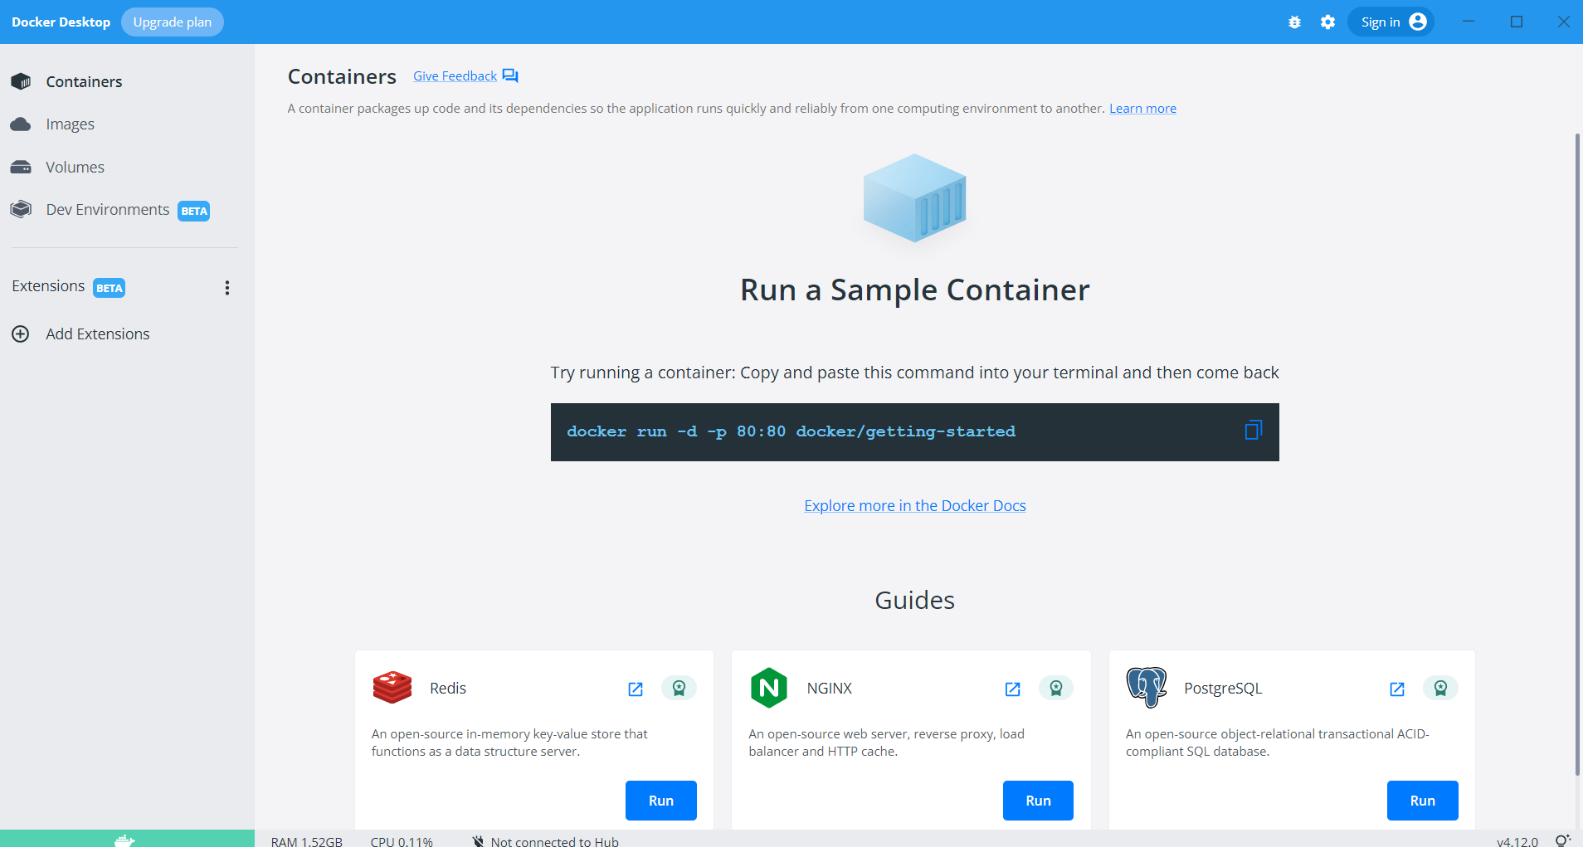 Docker Desktop
Upgrade plan
Sign in
Containers
Images
Volumes
Dev Environments BETA
Extensions BETA
Add Extensions
Containers Give Feedback
A container packages up code and its dependencies so the application runs quickly and reliably from one computing environment to another. Learn more
Run a Sample Container
Try running a container: Copy and paste this command into your terminal and then come back
docker run -d -p 80:80 docker/getting-started
Explore more in the Docker Docs
Guides
Redis
An open-source in-memory key-value store that
functions as a data structure server.
Run
NGINX
An open-source web server, reverse proxy, load
balancer and HTTP cache.
Run
PostgreSQL
An open-source object-relational transactional ACID-
compliant SQL database.
Run
RAM 1.52GB CPU 0.11% Not connected to Hub
v4.12.0